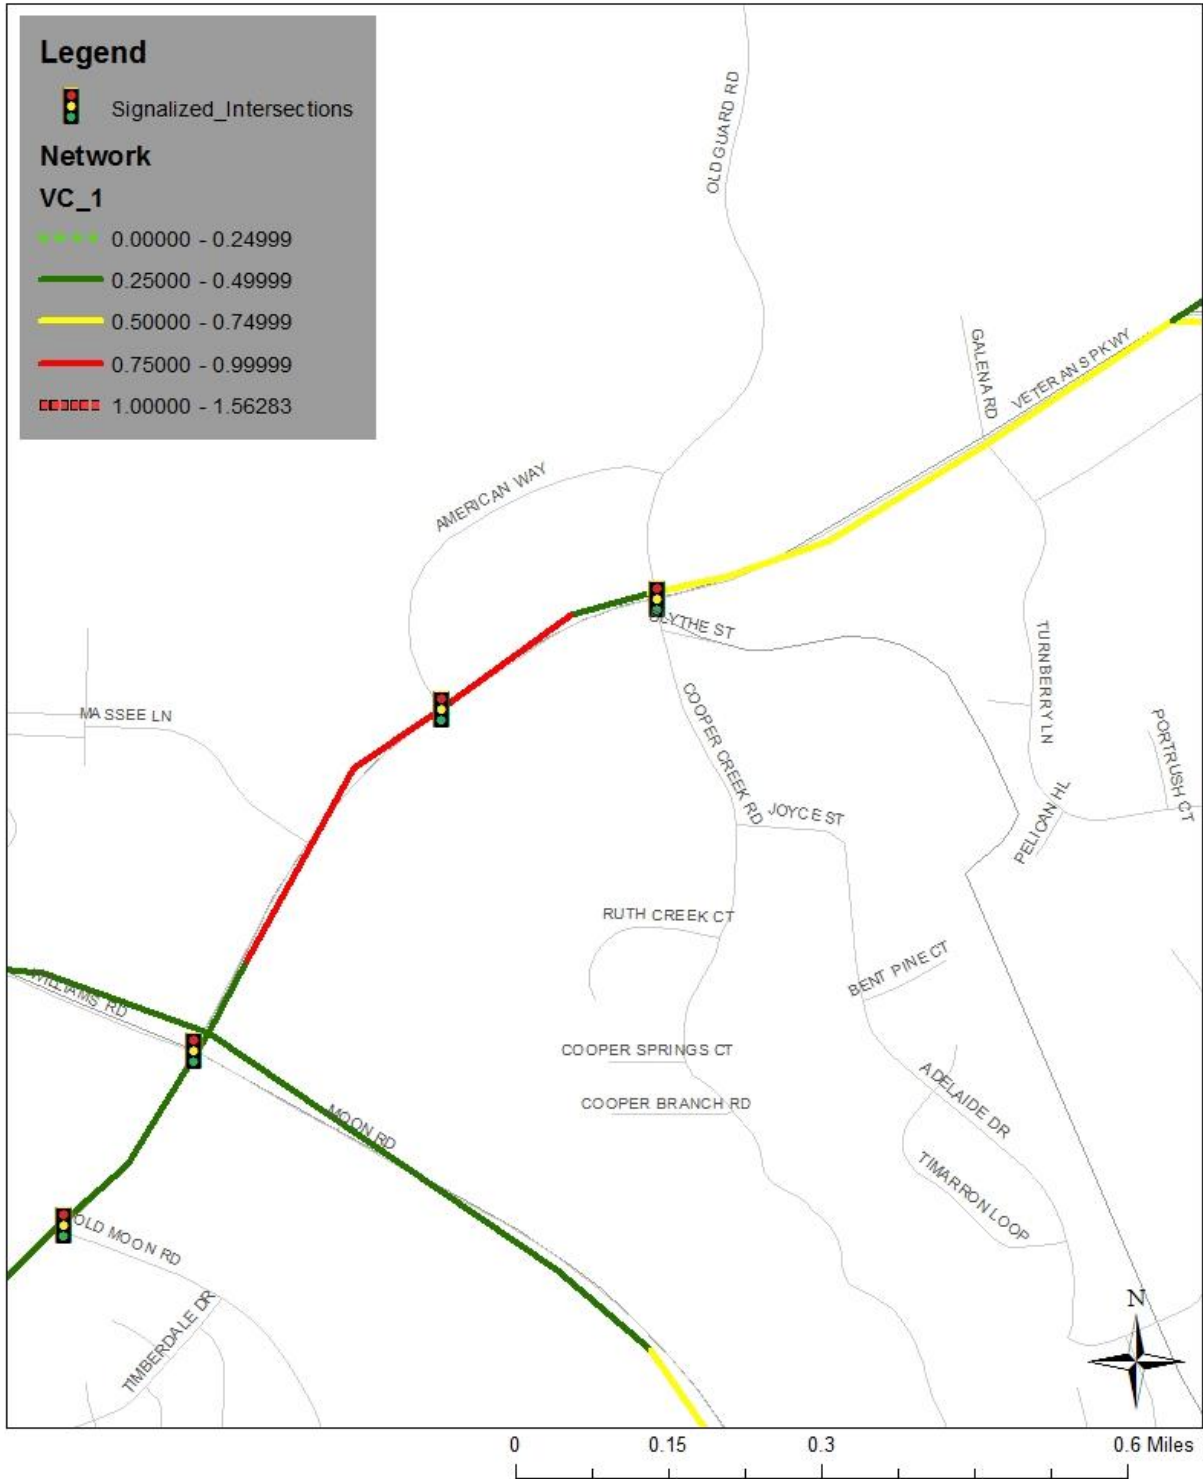 Legend
Signalized_Intersections
Network
VC_1
0.00000 - 0.24999
0.25000 - 0.49999
0.50000 - 0.74999
0.75000 - 0.99999
1.00000 - 1.56283
OLD GUARD RD
GALENA RD
VETERANS PKWY
AMERICAN WAY
BLYTHE ST
TURNBERRY LN
MASSEE LN
COOPER CREEK RD
PORTRUSH CT
JOYCE ST
PELICAN HL
RUTH CREEK CT
BENT PINE CT
WILLIAMS RD
COOPER SPRINGS CT
ADELAIDE DR
COOPER BRANCH RD
MOON RD
TIMARRON LOOP
OLD MOON RD
TIMBERDALE DR
N
0 0.15 0.3 0.6 Miles